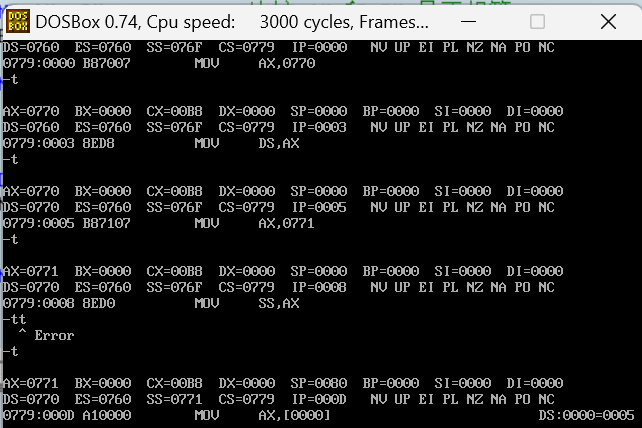 DOSBox 0.74, Cpu speed: 3000 cycles, Frames...
DS=0760 ES=0760 SS=076F CS=0779 IP=0000 NV UP EI PL NZ NA PO NC
0779:0000 B87007 MOV AX,0770
-t
AX=0770 BX=0000 CX=00B8 DX=0000 SP=0000 BP=0000 SI=0000 DI=0000
DS=0760 ES=0760 SS=076F CS=0779 IP=0003 NV UP EI PL NZ NA PO NC
0779:0003 8ED8 MOV DS,AX
-t
AX=0770 BX=0000 CX=00B8 DX=0000 SP=0000 BP=0000 SI=0000 DI=0000
DS=0770 ES=0760 SS=076F CS=0779 IP=0005 NV UP EI PL NZ NA PO NC
0779:0005 B87107 MOV AX,0771
-t
AX=0771 BX=0000 CX=00B8 DX=0000 SP=0000 BP=0000 SI=0000 DI=0000
DS=0770 ES=0760 SS=076F CS=0779 IP=0008 NV UP EI PL NZ NA PO NC
0779:0008 8ED0 MOV SS,AX
-tt
^ Error
-t
AX=0771 BX=0000 CX=00B8 DX=0000 SP=0080 BP=0000 SI=0000 DI=0000
DS=0770 ES=0760 SS=0771 CS=0779 IP=000D NV UP EI PL NZ NA PO NC
0779:000D A10000 MOV AX,[0000] DS:0000=0005